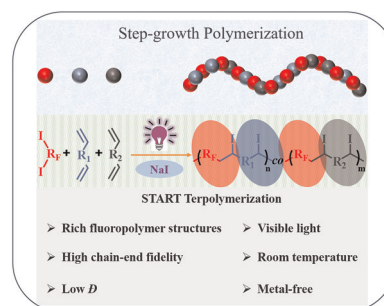 Step-growth Polymerization
I
R_F
I
+
R_1
+
R_2
NaI
( R_F I R_1 I )n co ( R_F I R_2 I )m
START Terpolymerization
➤ Rich fluoropolymer structures
➤ High chain-end fidelity
➤ Low Đ
➤ Visible light
➤ Room temperature
➤ Metal-free